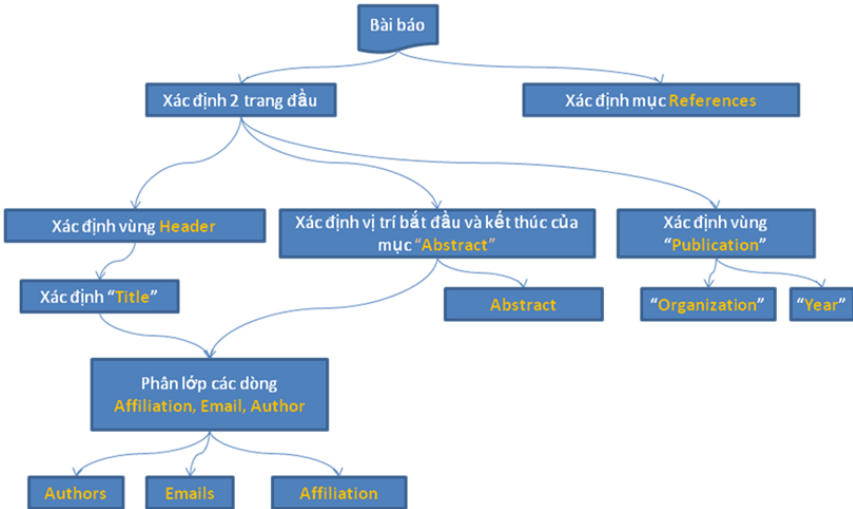 Bài báo
Xác định 2 trang đầu
Xác định mục References
Xác định vùng Header
Xác định vị trí bắt đầu và kết thúc của
mục “Abstract”
Xác định vùng
“Publication”
Xác định “Title”
Abstract
“Organization”
“Year”
Phân lớp các dòng
Affiliation, Email, Author
Authors
Emails
Affiliation